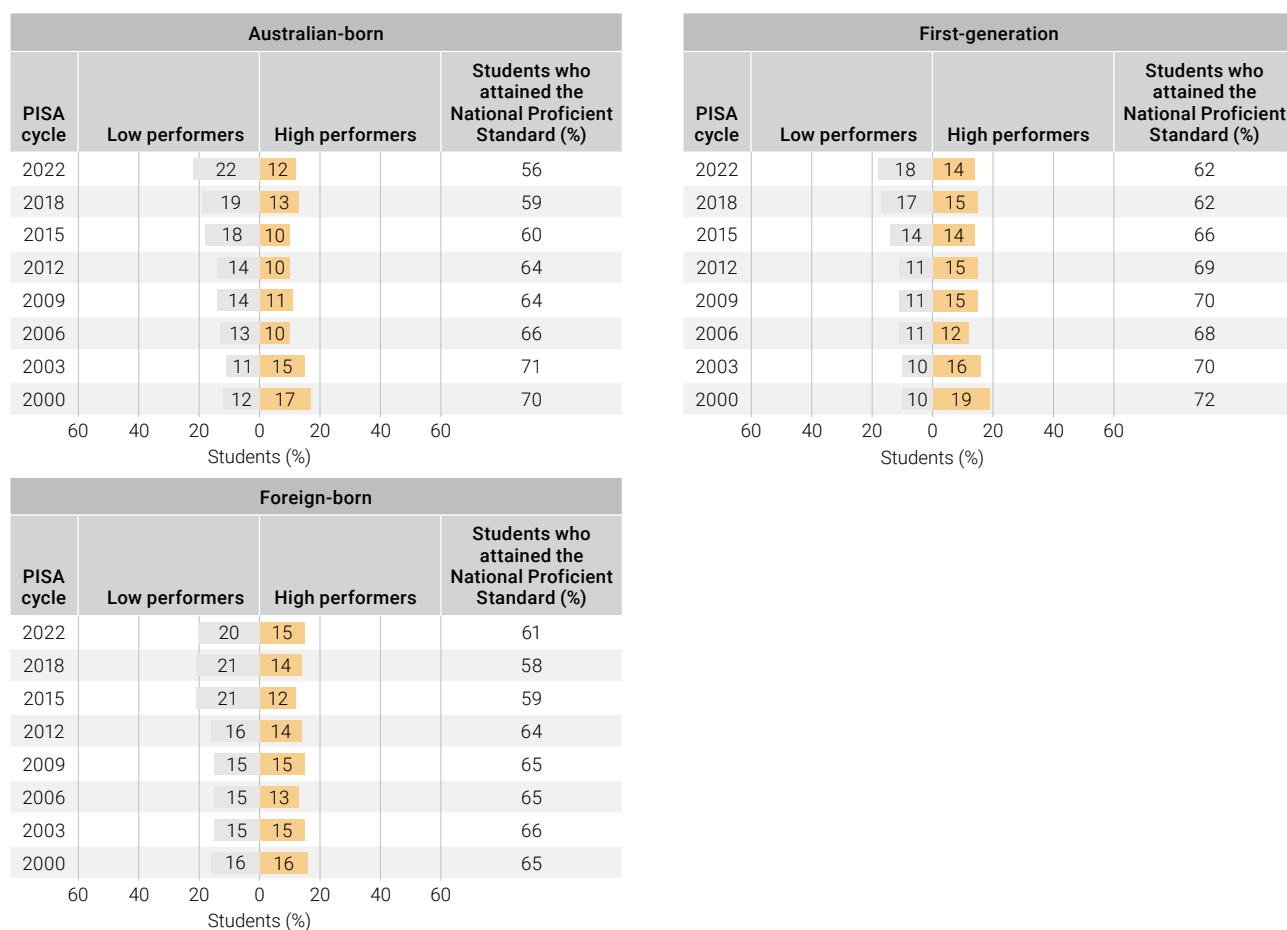 Australian-born
PISA cycle Low performers High performers Students who attained the National Proficient Standard (%)
2022 22 12 56
2018 19 13 59
2015 18 10 60
2012 14 10 64
2009 14 11 64
2006 13 10 66
2003 11 15 71
2000 12 17 70
60 40 20 0 20 40 60
Students (%)
First-generation
PISA cycle Low performers High performers Students who attained the National Proficient Standard (%)
2022 18 14 62
2018 17 15 62
2015 14 14 66
2012 11 15 69
2009 11 15 70
2006 11 12 68
2003 10 16 70
2000 10 19 72
60 40 20 0 20 40 60
Students (%)
Foreign-born
PISA cycle Low performers High performers Students who attained the National Proficient Standard (%)
2022 20 15 61
2018 21 14 58
2015 21 12 59
2012 16 14 64
2009 15 15 65
2006 15 13 65
2003 15 15 66
2000 16 16 65
60 40 20 0 20 40 60
Students (%)